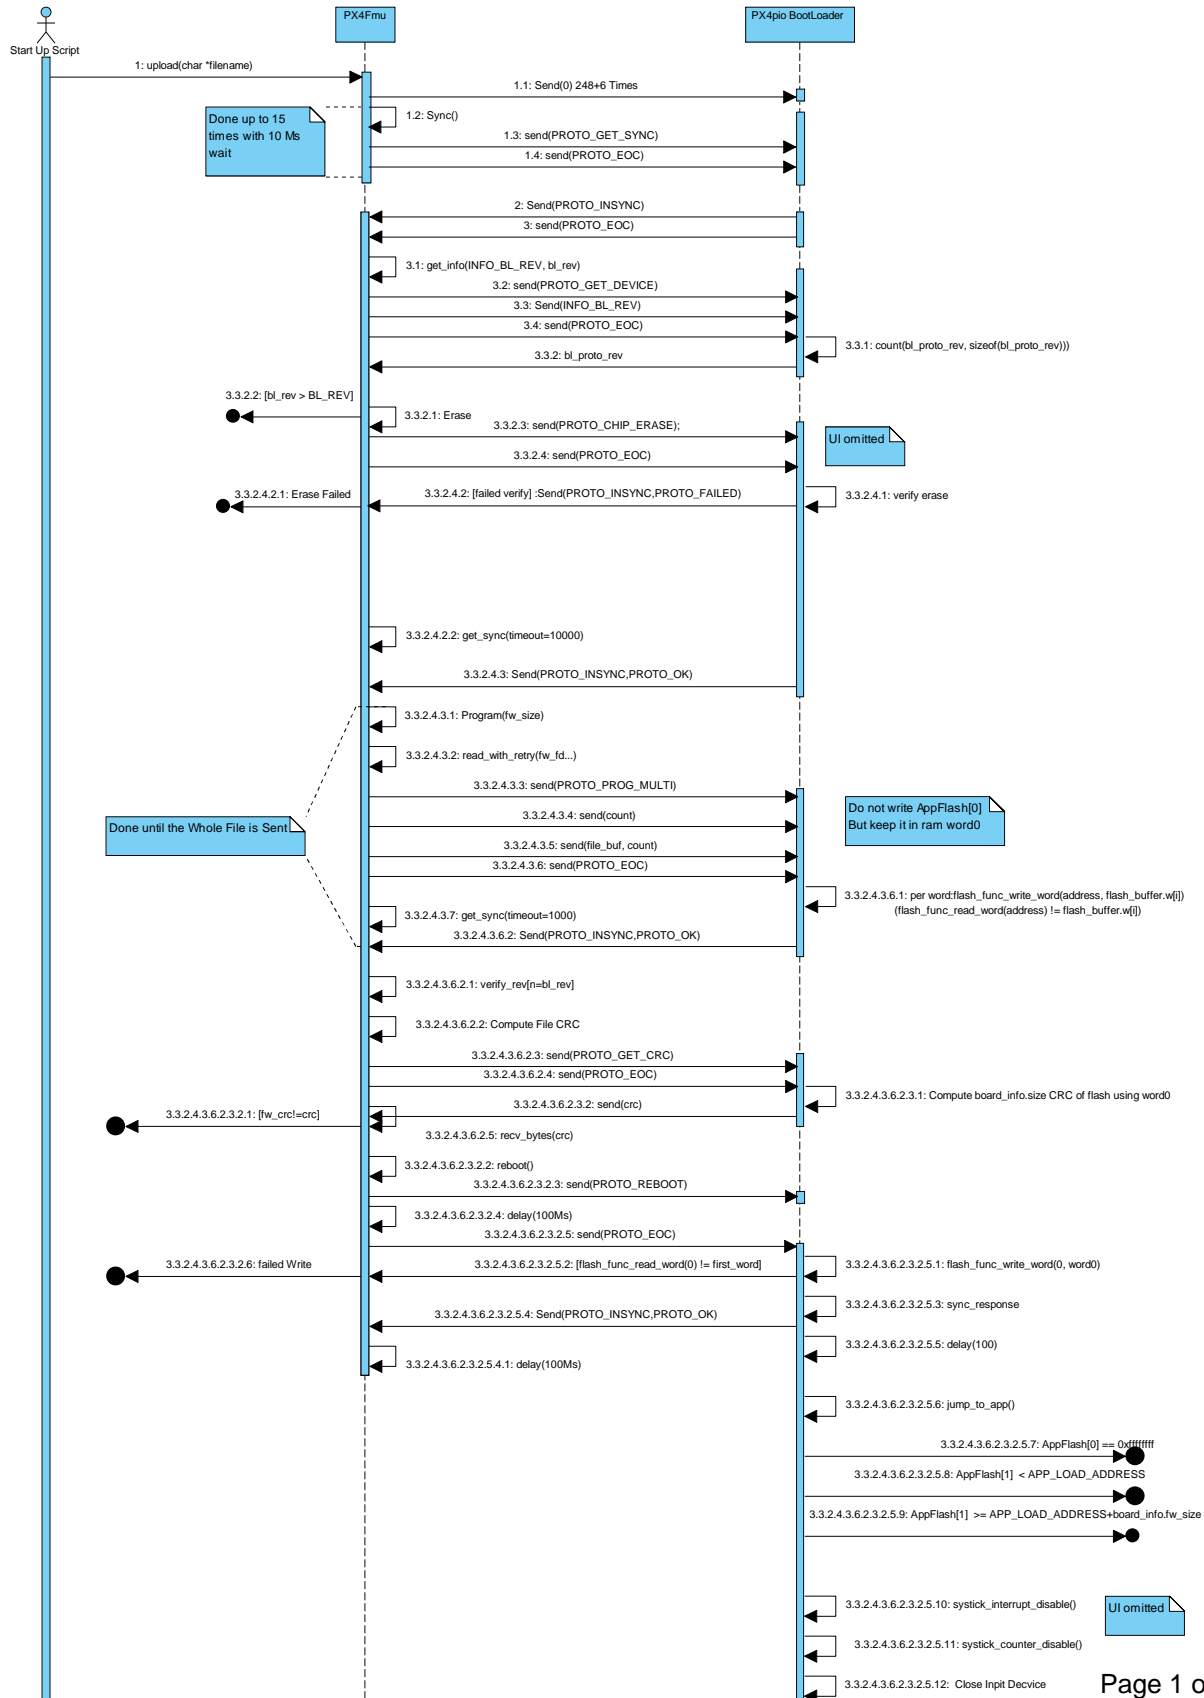 PX4Fmu
PX4pio BootLoader
Start Up Script
1: upload(char *filename)
1.1: Send(0) 248+6 Times
Done up to 15
times with 10 Ms
wait
1.2: Sync()
1.3: send(PROTO_GET_SYNC)
1.4: send(PROTO_EOC)
2: Send(PROTO_INSYNC)
3: send(PROTO_EOC)
3.1: get_info(INFO_BL_REV, bl_rev)
3.2: send(PROTO_GET_DEVICE)
3.3: Send(INFO_BL_REV)
3.4: send(PROTO_EOC)
3.3.1: count(bl_proto_rev, sizeof(bl_proto_rev)))
3.3.2: bl_proto_rev
3.3.2.2: [bl_rev > BL_REV]
3.3.2.1: Erase
3.3.2.3: send(PROTO_CHIP_ERASE);
UI omitted
3.3.2.4: send(PROTO_EOC)
3.3.2.4.2.1: Erase Failed
3.3.2.4.2: [failed verify] :Send(PROTO_INSYNC,PROTO_FAILED)
3.3.2.4.1: verify erase
3.3.2.4.2.2: get_sync(timeout=10000)
3.3.2.4.3: Send(PROTO_INSYNC,PROTO_OK)
3.3.2.4.3.1: Program(fw_size)
3.3.2.4.3.2: read_with_retry(fw_fd...)
3.3.2.4.3.3: send(PROTO_PROG_MULTI)
Do not write AppFlash[0]
But keep it in ram word0
3.3.2.4.3.4: send(count)
Done until the Whole File is Sent
3.3.2.4.3.5: send(file_buf, count)
3.3.2.4.3.6: send(PROTO_EOC)
3.3.2.4.3.6.1: per word:flash_func_write_word(address, flash_buffer.w[i])
(flash_func_read_word(address) != flash_buffer.w[i])
3.3.2.4.3.7: get_sync(timeout=1000)
3.3.2.4.3.6.2: Send(PROTO_INSYNC,PROTO_OK)
3.3.2.4.3.6.2.1: verify_rev[n=bl_rev]
3.3.2.4.3.6.2.2: Compute File CRC
3.3.2.4.3.6.2.3: send(PROTO_GET_CRC)
3.3.2.4.3.6.2.4: send(PROTO_EOC)
3.3.2.4.3.6.2.3.1: Compute board_info.size CRC of flash using word0
3.3.2.4.3.6.2.3.2: send(crc)
3.3.2.4.3.6.2.3.2.1: [fw_crc!=crc]
3.3.2.4.3.6.2.5: recv_bytes(crc)
3.3.2.4.3.6.2.3.2.2: reboot()
3.3.2.4.3.6.2.3.2.3: send(PROTO_REBOOT)
3.3.2.4.3.6.2.3.2.4: delay(100Ms)
3.3.2.4.3.6.2.3.2.5: send(PROTO_EOC)
3.3.2.4.3.6.2.3.2.6: failed Write
3.3.2.4.3.6.2.3.2.5.2: [flash_func_read_word(0) != first_word]
3.3.2.4.3.6.2.3.2.5.1: flash_func_write_word(0, word0)
3.3.2.4.3.6.2.3.2.5.3: sync_response
3.3.2.4.3.6.2.3.2.5.4: Send(PROTO_INSYNC,PROTO_OK)
3.3.2.4.3.6.2.3.2.5.5: delay(100)
3.3.2.4.3.6.2.3.2.5.4.1: delay(100Ms)
3.3.2.4.3.6.2.3.2.5.6: jump_to_app()
3.3.2.4.3.6.2.3.2.5.7: AppFlash[0] == 0xffffffff
3.3.2.4.3.6.2.3.2.5.8: AppFlash[1] < APP_LOAD_ADDRESS
3.3.2.4.3.6.2.3.2.5.9: AppFlash[1] >= APP_LOAD_ADDRESS+board_info.fw_size
3.3.2.4.3.6.2.3.2.5.10: systick_interrupt_disable()
UI omitted
3.3.2.4.3.6.2.3.2.5.11: systick_counter_disable()
3.3.2.4.3.6.2.3.2.5.12: Close Inpit Decvice
Page 1 o